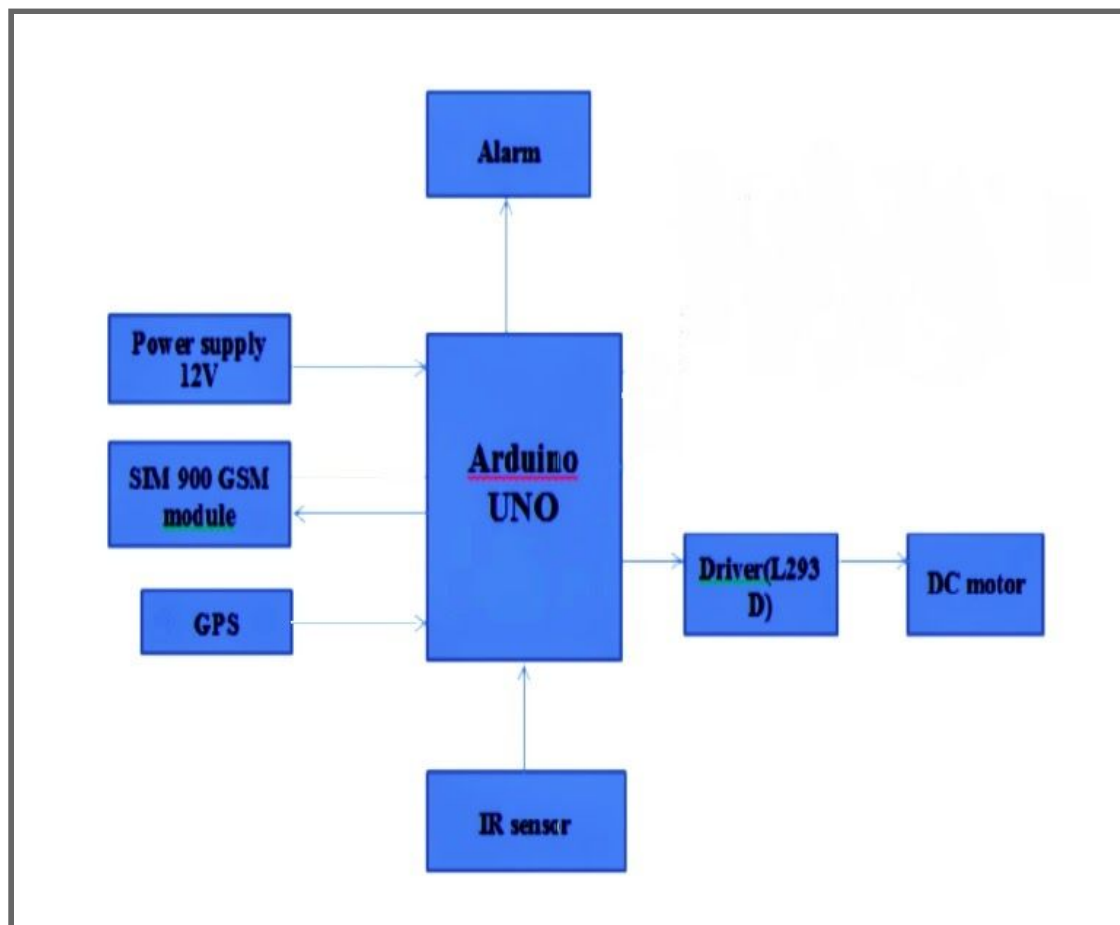 Alarm
Power supply
12V
SIM 900 GSM
module
GPS
Arduino
UNO
Driver(L293
D)
DC motor
IR sensor